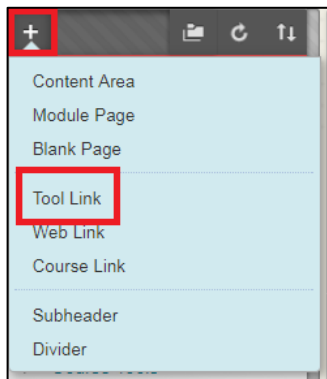 +
Content Area
Module Page
Blank Page
Tool Link
Web Link
Course Link
Subheader
Divider